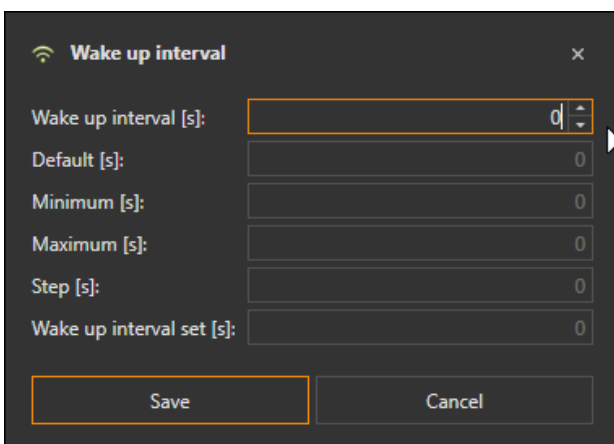 Wake up interval
Wake up interval [s]: 0
Default [s]: 0
Minimum [s]: 0
Maximum [s]: 0
Step [s]: 0
Wake up interval set [s]: 0
Save Cancel